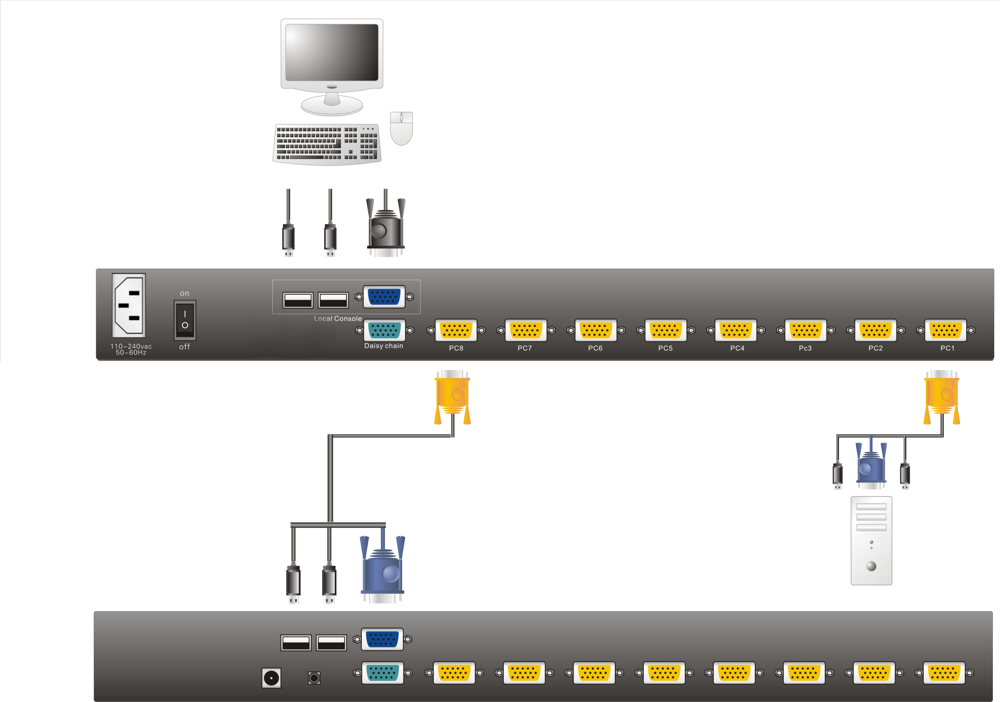 on
Local Console
Daisy chain
PC8
PC7
PC6
PC5
PC4
Pc3
PC2
PC1
110-240vac
50-60Hz
off